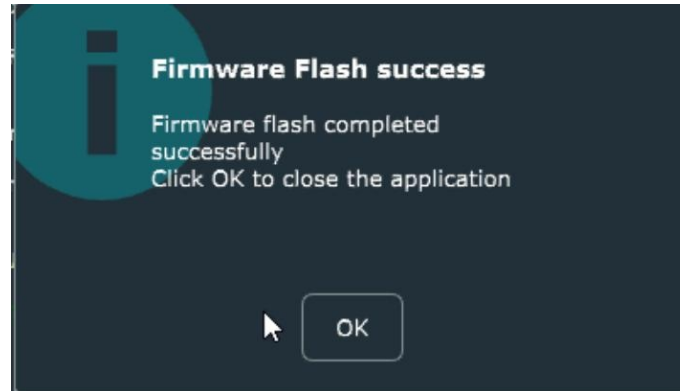 Firmware Flash success
Firmware flash completed
successfully
Click OK to close the application
OK